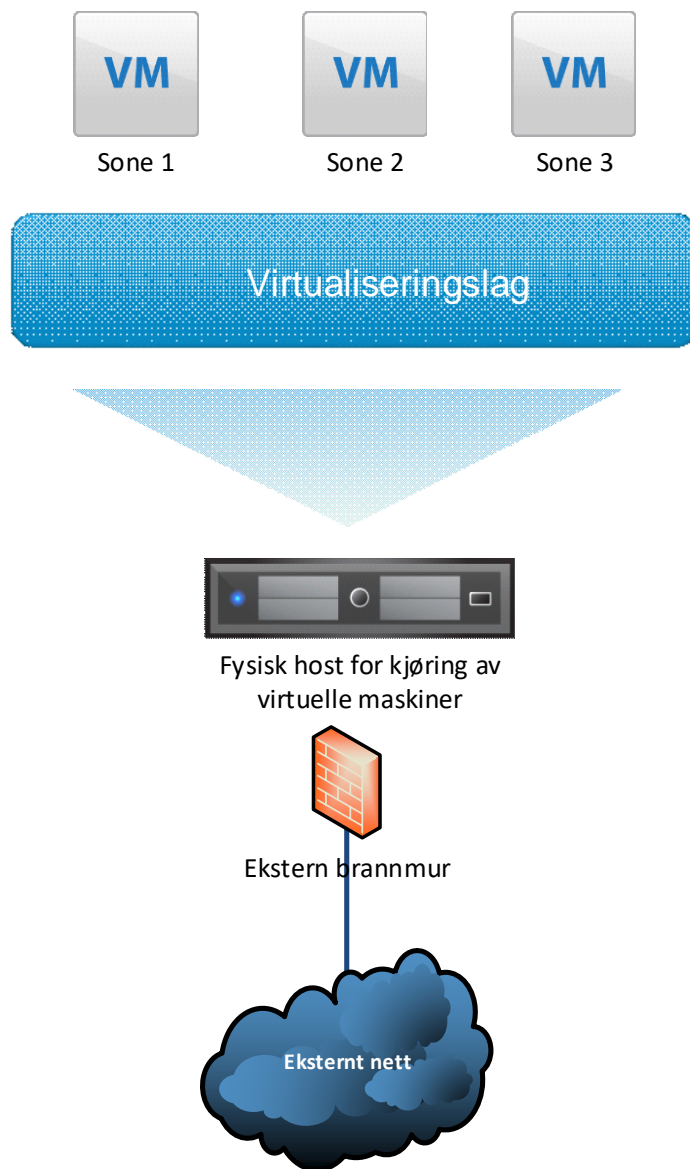 VM VM VM
Sone 1 Sone 2 Sone 3
Virtualiseringslag
Fysisk host for kjøring av
virtuelle maskiner
Ekstern brannmur
Eksternt nett